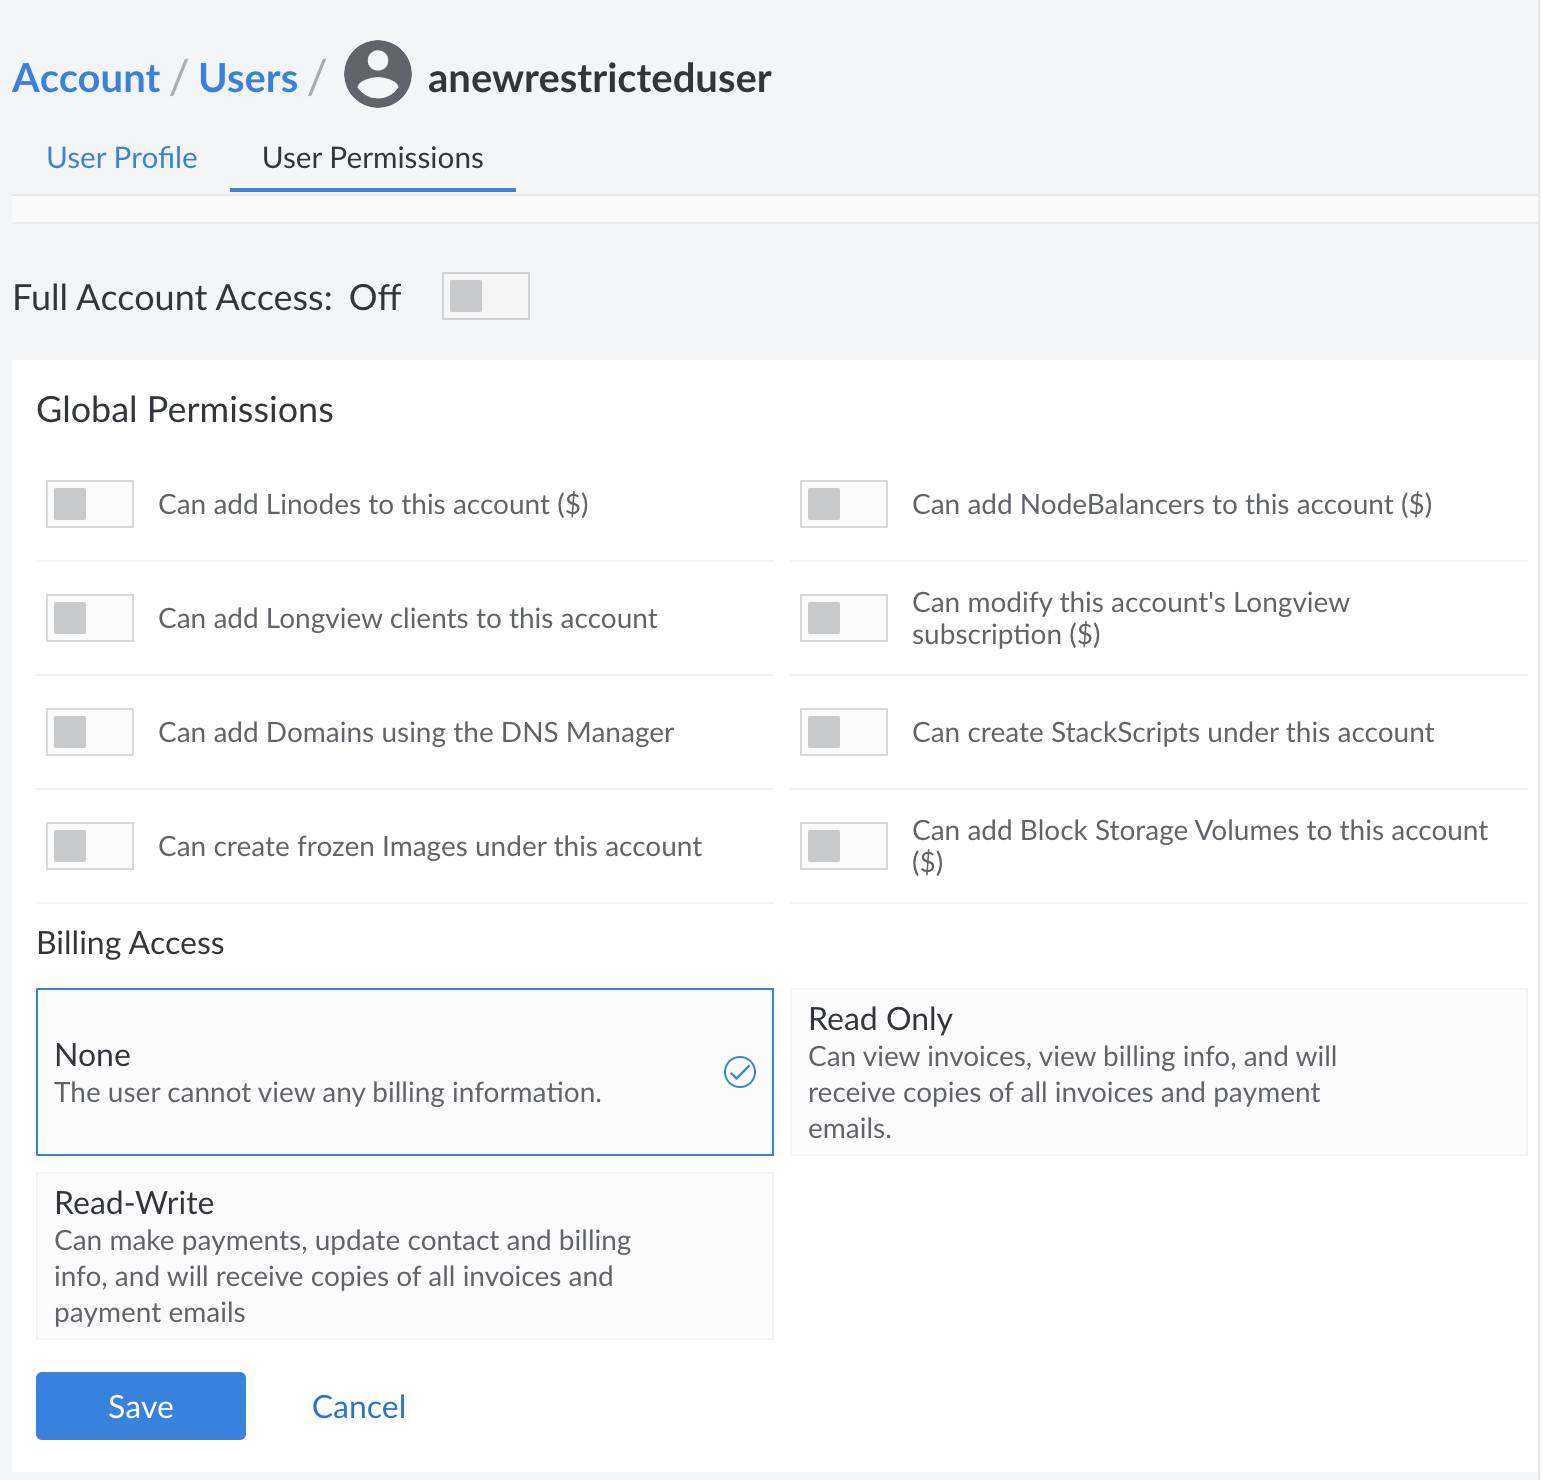 Account / Users / anewrestricteduser
User Profile User Permissions
Full Account Access: Off
Global Permissions
Can add Linodes to this account ($)
Can add NodeBalancers to this account ($)
Can add Longview clients to this account
Can modify this account's Longview
subscription ($)
Can add Domains using the DNS Manager
Can create StackScripts under this account
Can create frozen Images under this account
Can add Block Storage Volumes to this account
($)
Billing Access
None
The user cannot view any billing information.
Read Only
Can view invoices, view billing info, and will
receive copies of all invoices and payment
emails.
Read-Write
Can make payments, update contact and billing
info, and will receive copies of all invoices and
payment emails
Save Cancel